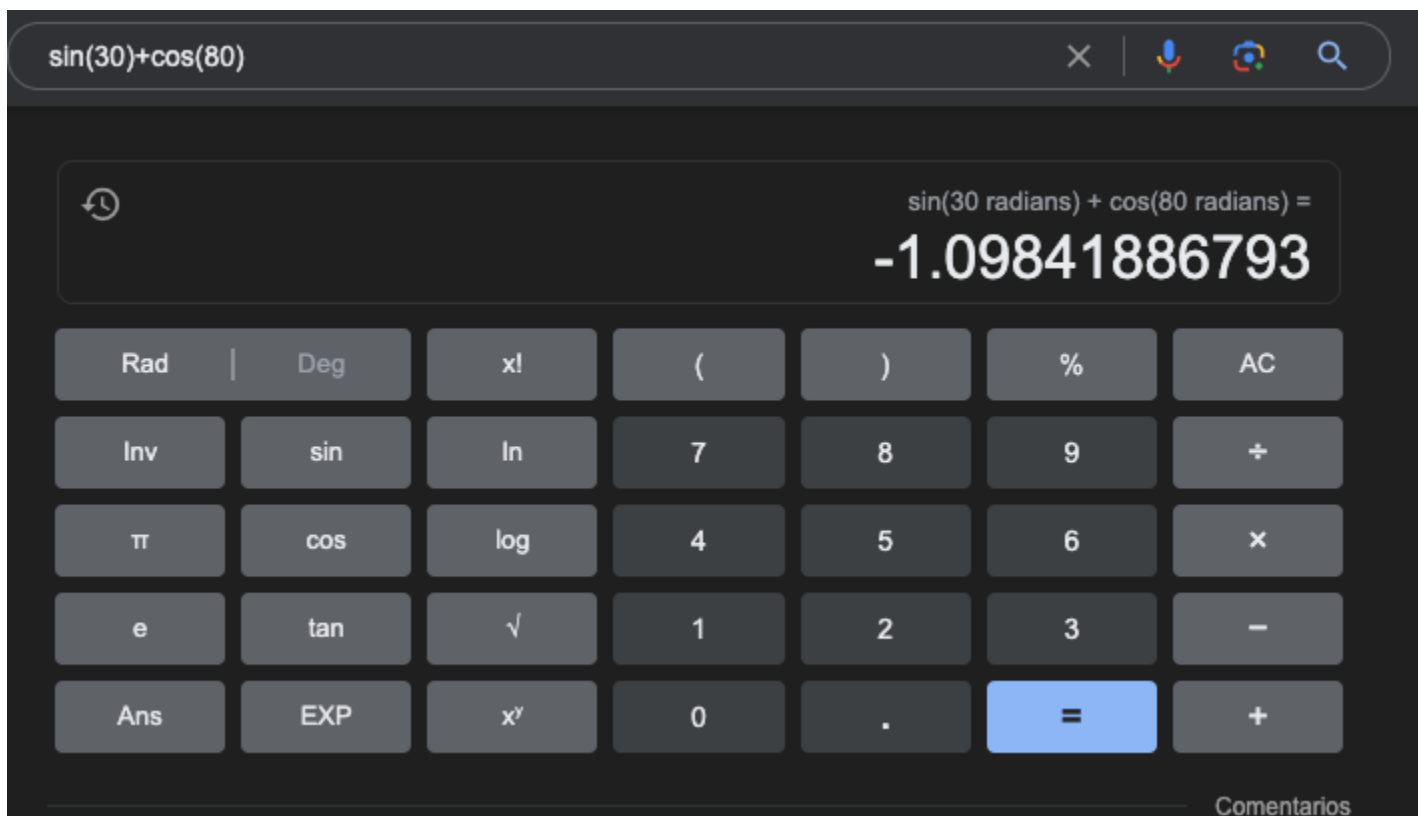 sin(30)+cos(80)
sin(30 radians) + cos(80 radians) =
-1.09841886793
Rad | Deg x! ( ) % AC
Inv sin ln 7 8 9 ÷
π cos log 4 5 6 ×
e tan √ 1 2 3 −
Ans EXP xʸ 0 . = +
Comentarios